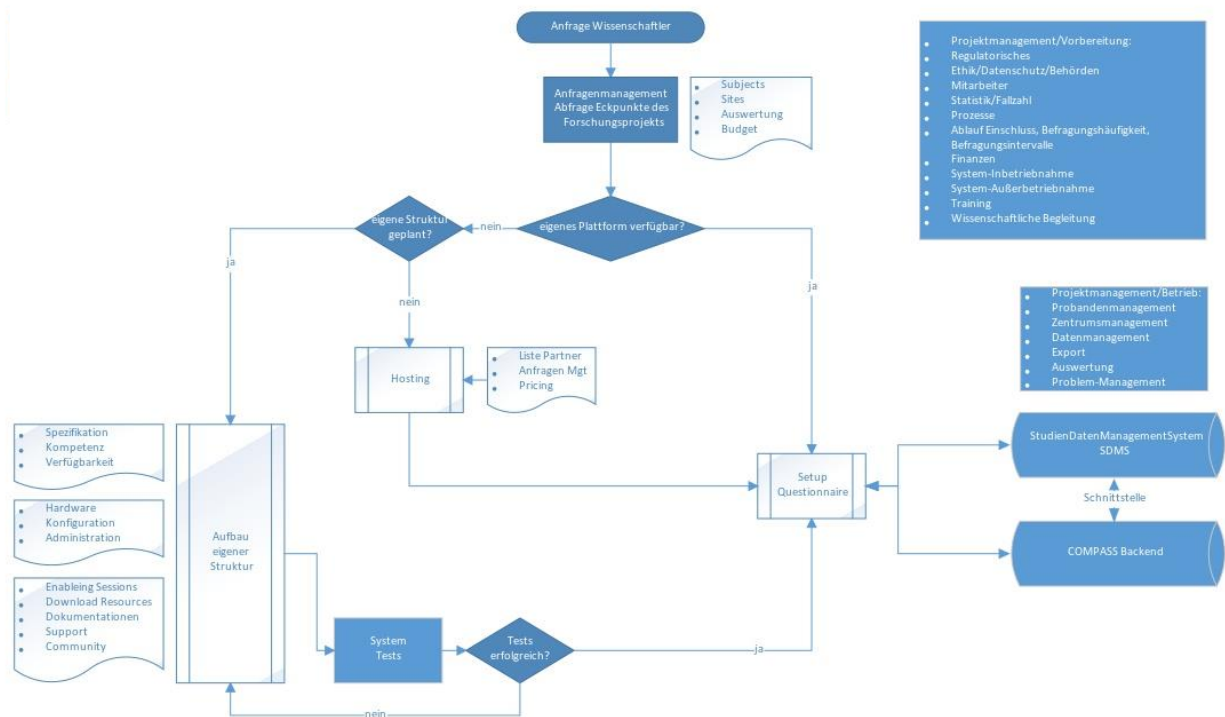 Anfrage Wissenschaftler
Anfragenmanagement
Abfrage Eckpunkte des
Forschungsprojekts
Subjects
Sites
Auswertung
Budget
Projektmanagement/Vorbereitung:
Regulatorisches
Ethik/Datenschutz/Behörden
Mitarbeiter
Statistik/Fallzahl
Prozesse
Ablauf Einschluss, Befragungshäufigkeit,
Befragungsintervalle
Finanzen
System-Inbetriebnahme
System-Außerbetriebnahme
Training
Wissenschaftliche Begleitung
eigene Struktur
geplant?
nein
eigenes Plattform verfügbar?
ja
nein
ja
Hosting
Liste Partner
Anfragen Mgt
Pricing
Projektmanagement/Betrieb:
Probandenmanagement
Zentrumsmanagement
Datenmanagement
Export
Auswertung
Problem-Management
Spezifikation
Kompetenz
Verfügbarkeit
Hardware
Konfiguration
Administration
Enableing Sessions
Download Resources
Dokumentationen
Support
Community
Aufbau
eigener
Struktur
Setup
Questionnaire
StudienDatenManagementSystem
SDMS
Schnittstelle
COMPASS Backend
System
Tests
Tests
erfolgreich?
ja
nein